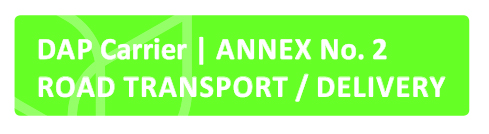 DAP Carrier | ANNEX No. 2
ROAD TRANSPORT / DELIVERY